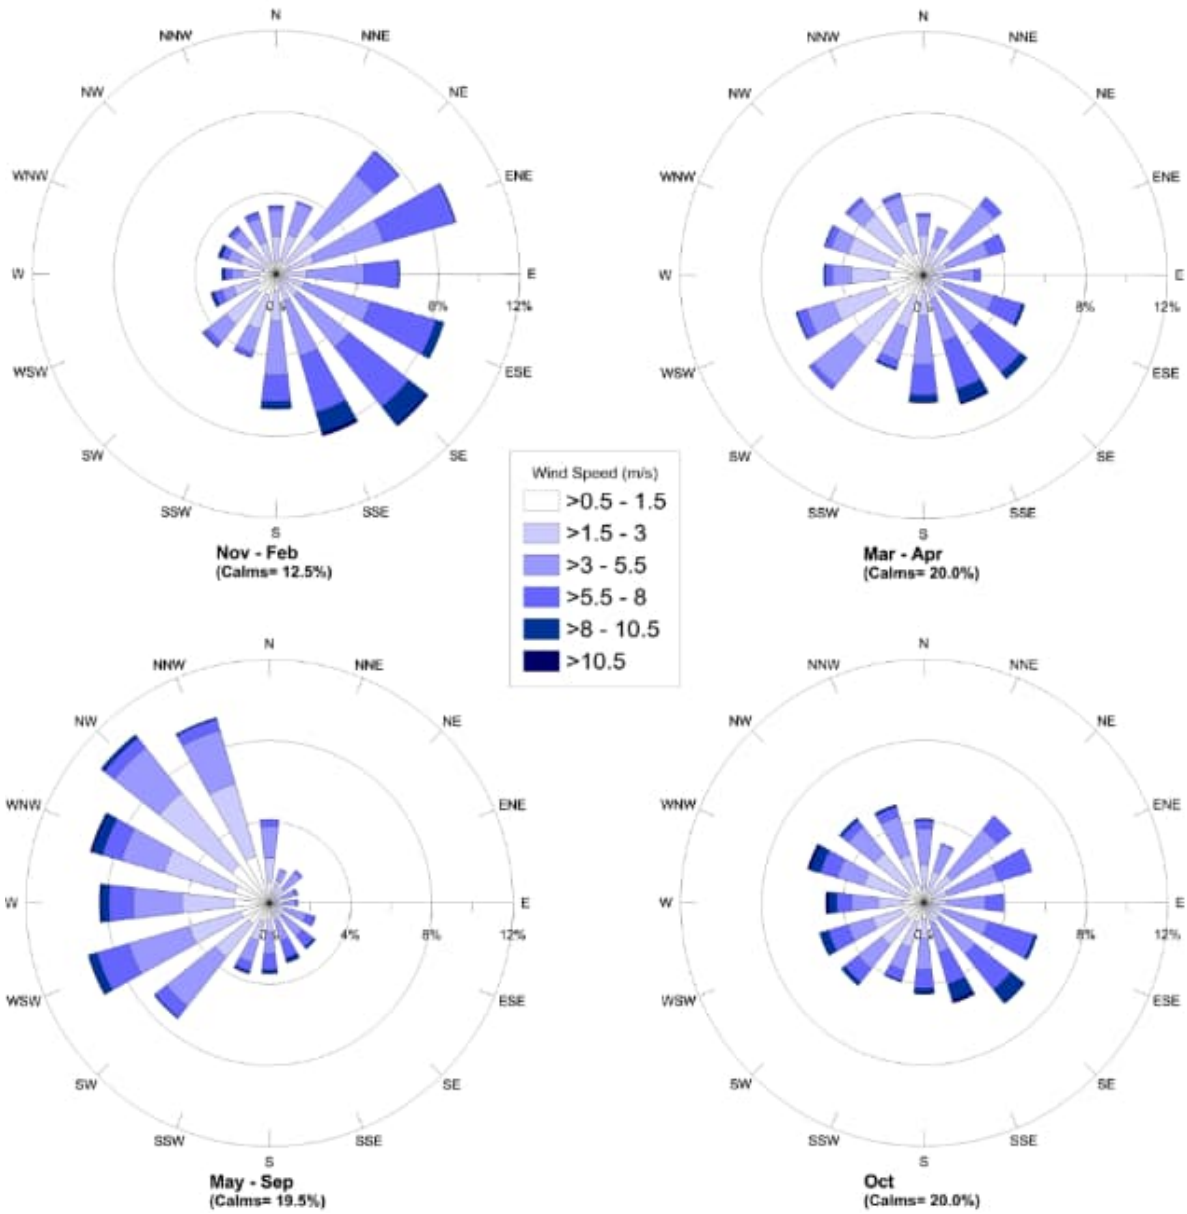 N
NNW NNE
NW NE
WNW ENE
W E
0% 8% 12%
WSW ESE
SW SE
SSW SSE
S
Nov - Feb
(Calms= 12.5%)
N
NNW NNE
NW NE
WNW ENE
W E
0% 8% 12%
WSW ESE
SW SE
SSW SSE
S
Mar - Apr
(Calms= 20.0%)
Wind Speed (m/s)
>0.5 - 1.5
>1.5 - 3
>3 - 5.5
>5.5 - 8
>8 - 10.5
>10.5
N
NNW NNE
NW NE
WNW ENE
W E
0% 4% 8% 12%
WSW ESE
SW SE
SSW SSE
S
May - Sep
(Calms= 19.5%)
N
NNW NNE
NW NE
WNW ENE
W E
0% 8% 12%
WSW ESE
SW SE
SSW SSE
S
Oct
(Calms= 20.0%)